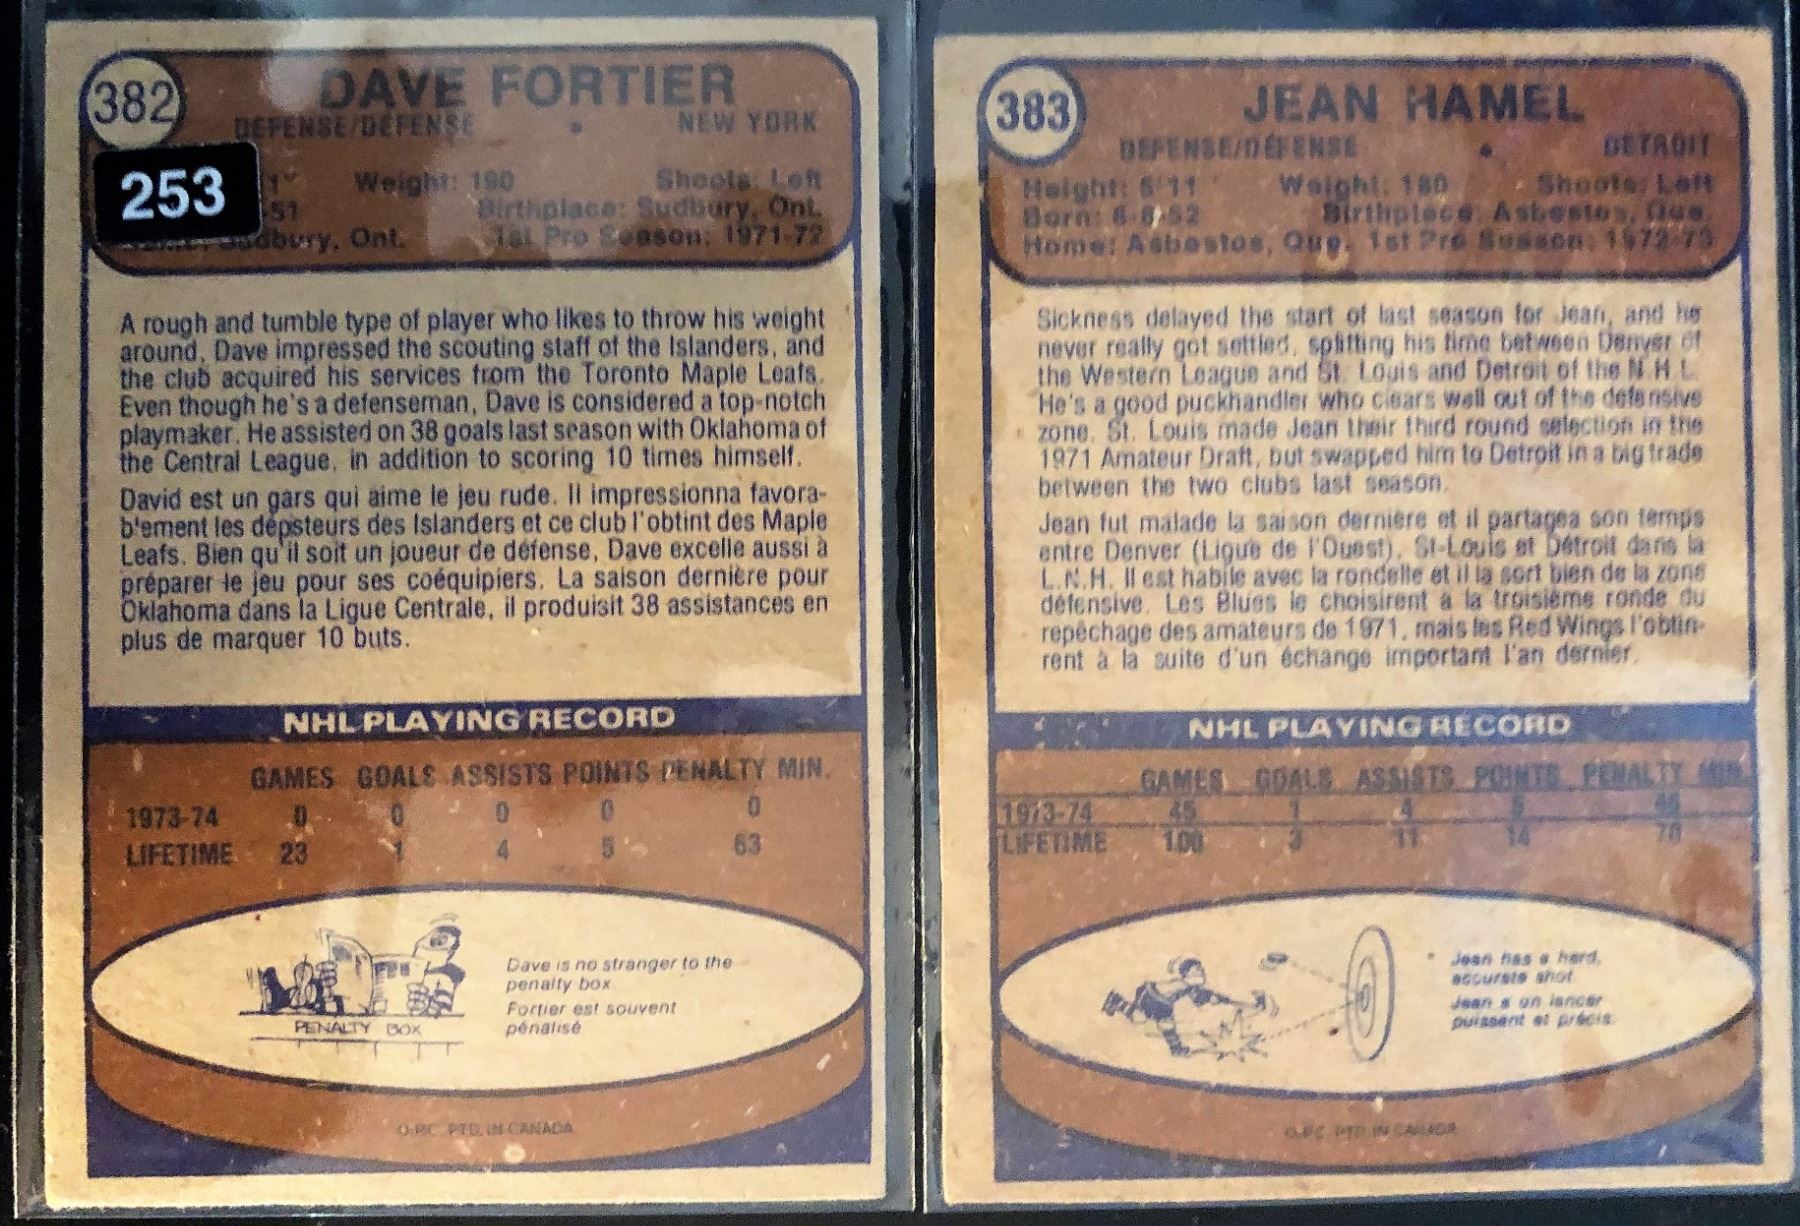 382
DAVE FORTIER
DEFENSE/DÉFENSE • NEW YORK
253
1" Weight: 190 Shoots: Left
-51 Birthplace: Sudbury, Ont.
Sudbury, Ont. 1st Pro Season: 1971-72
A rough and tumble type of player who likes to throw his weight
around, Dave impressed the scouting staff of the Islanders, and
the club acquired his services from the Toronto Maple Leafs.
Even though he's a defenseman, Dave is considered a top-notch
playmaker. He assisted on 38 goals last season with Oklahoma of
the Central League, in addition to scoring 10 times himself.
David est un gars qui aime le jeu rude. Il impressionna favora-
b'ement les dépsteurs des Islanders et ce club l'obtint des Maple
Leafs. Bien qu'il soit un joueur de défense, Dave excelle aussi à
préparer le jeu pour ses coéquipiers. La saison dernière pour
Oklahoma dans la Ligue Centrale, il produisit 38 assistances en
plus de marquer 10 buts.
NHL PLAYING RECORD
GAMES GOALS ASSISTS POINTS PENALTY MIN.
1973-74 0 0 0 0 0
LIFETIME 23 1 4 5 63
PENALTY BOX
Dave is no stranger to the
penalty box
Fortier est souvent
pénalisé
O.P.C. PTD. IN CANADA
383
JEAN HAMEL
DEFENSE/DÉFENSE • DETROIT
Height: 5'11 Weight: 180 Shoots: Left
Born: 6-6-52 Birthplace: Asbestos, Que.
Home: Asbestos, Que. 1st Pro Season: 1972-73
Sickness delayed the start of last season for Jean, and he
never really got settled, splitting his time between Denver of
the Western League and St. Louis and Detroit of the N.H.L.
He's a good puckhandler who clears well out of the defensive
zone. St. Louis made Jean their third round selection in the
1971 Amateur Draft, but swapped him to Detroit in a big trade
between the two clubs last season.
Jean fut malade la saison dernière et il partagea son temps
entre Denver (Ligue de l'Ouest), St-Louis et Détroit dans la
L.N.H. Il est habile avec la rondelle et il la sort bien de la zone
défensive. Les Blues le choisirent à la troisième ronde du
repêchage des amateurs de 1971, mais les Red Wings l'obtin-
rent à la suite d'un échange important l'an dernier.
NHL PLAYING RECORD
GAMES GOALS ASSISTS POINTS PENALTY MIN.
1973-74 45 1 4 5 46
LIFETIME 100 3 11 14 70
Jean has a hard,
accurate shot
Jean a un lancer
puissant et précis.
O.P.C. PTD. IN CANADA